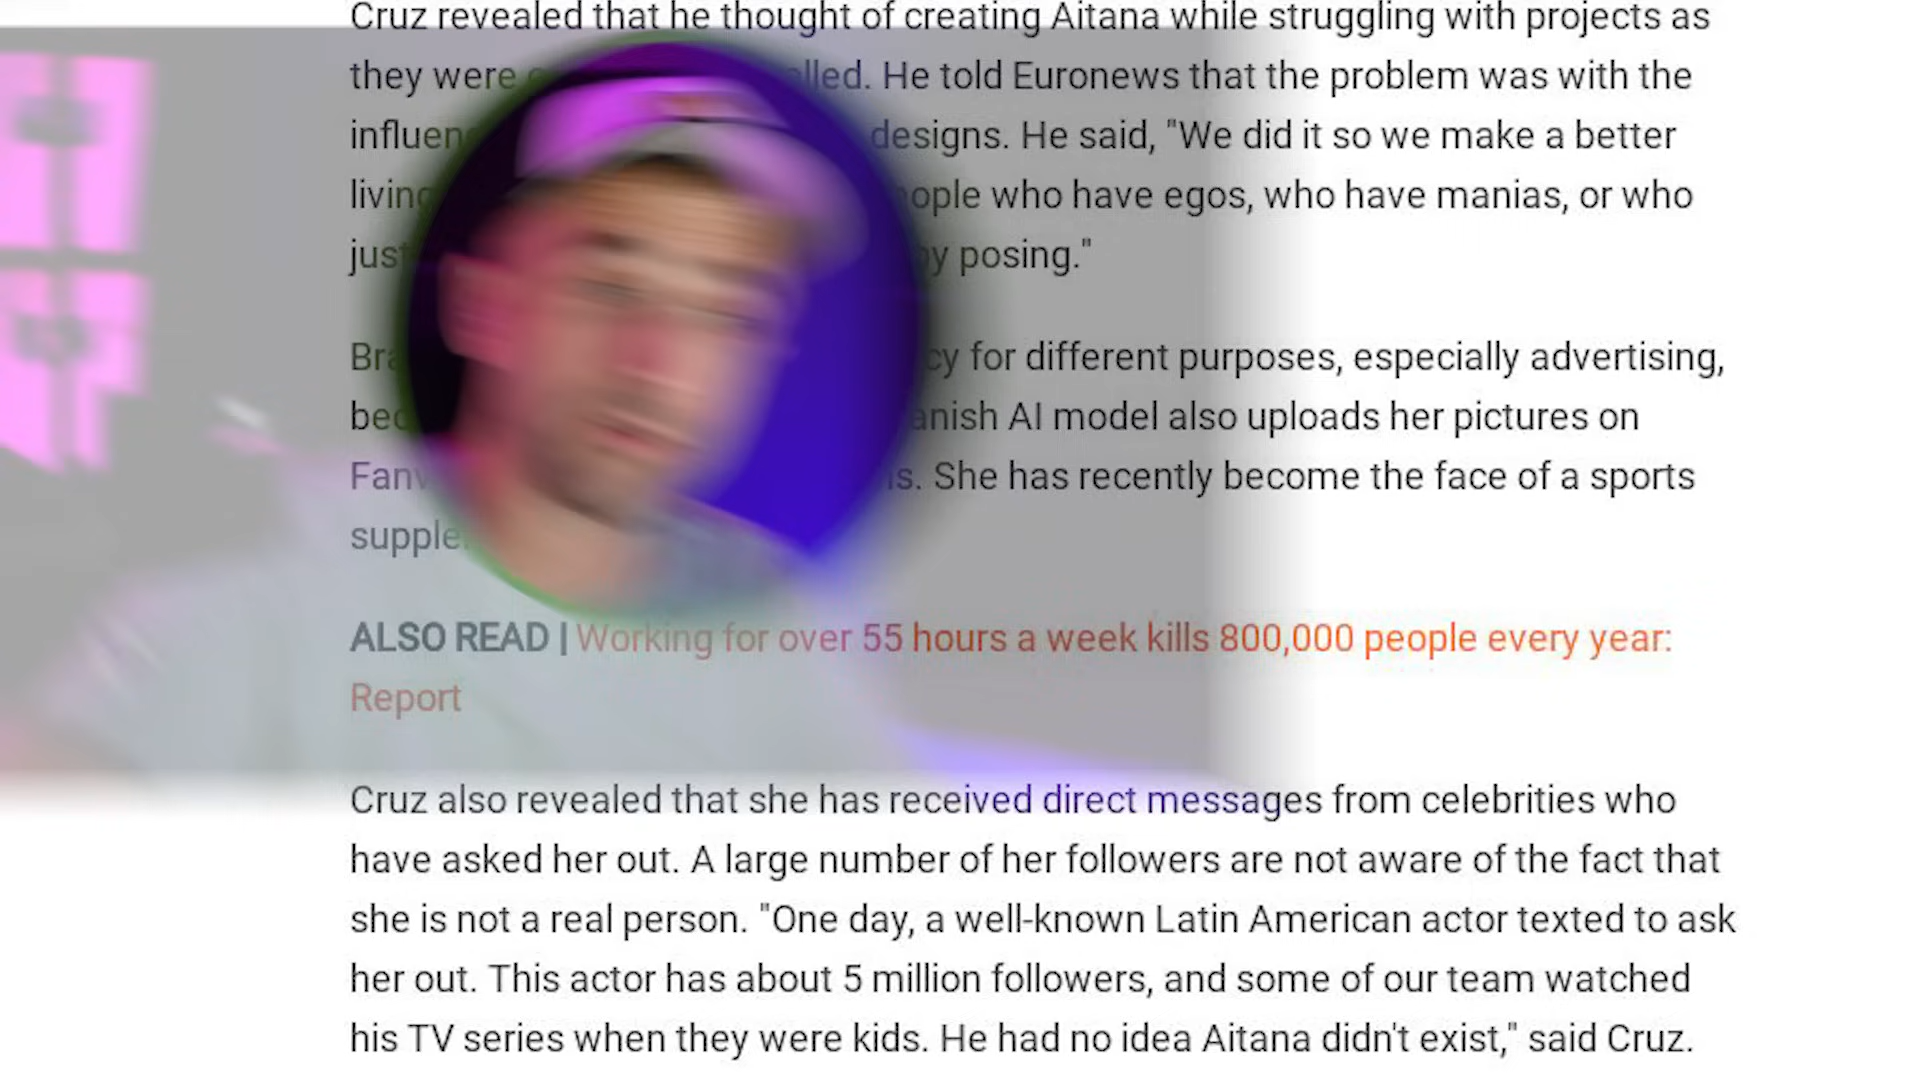 Cruz revealed that he thought of creating Aitana while struggling with projects as
they were lled. He told Euronews that the problem was with the
influen designs. He said, "We did it so we make a better
living ople who have egos, who have manias, or who
just by posing."
Bra cy for different purposes, especially advertising,
bec anish AI model also uploads her pictures on
Fanv s. She has recently become the face of a sports
supple
ALSO READ | Working for over 55 hours a week kills 800,000 people every year:
Report
Cruz also revealed that she has received direct messages from celebrities who
have asked her out. A large number of her followers are not aware of the fact that
she is not a real person. "One day, a well-known Latin American actor texted to ask
her out. This actor has about 5 million followers, and some of our team watched
his TV series when they were kids. He had no idea Aitana didn't exist," said Cruz.